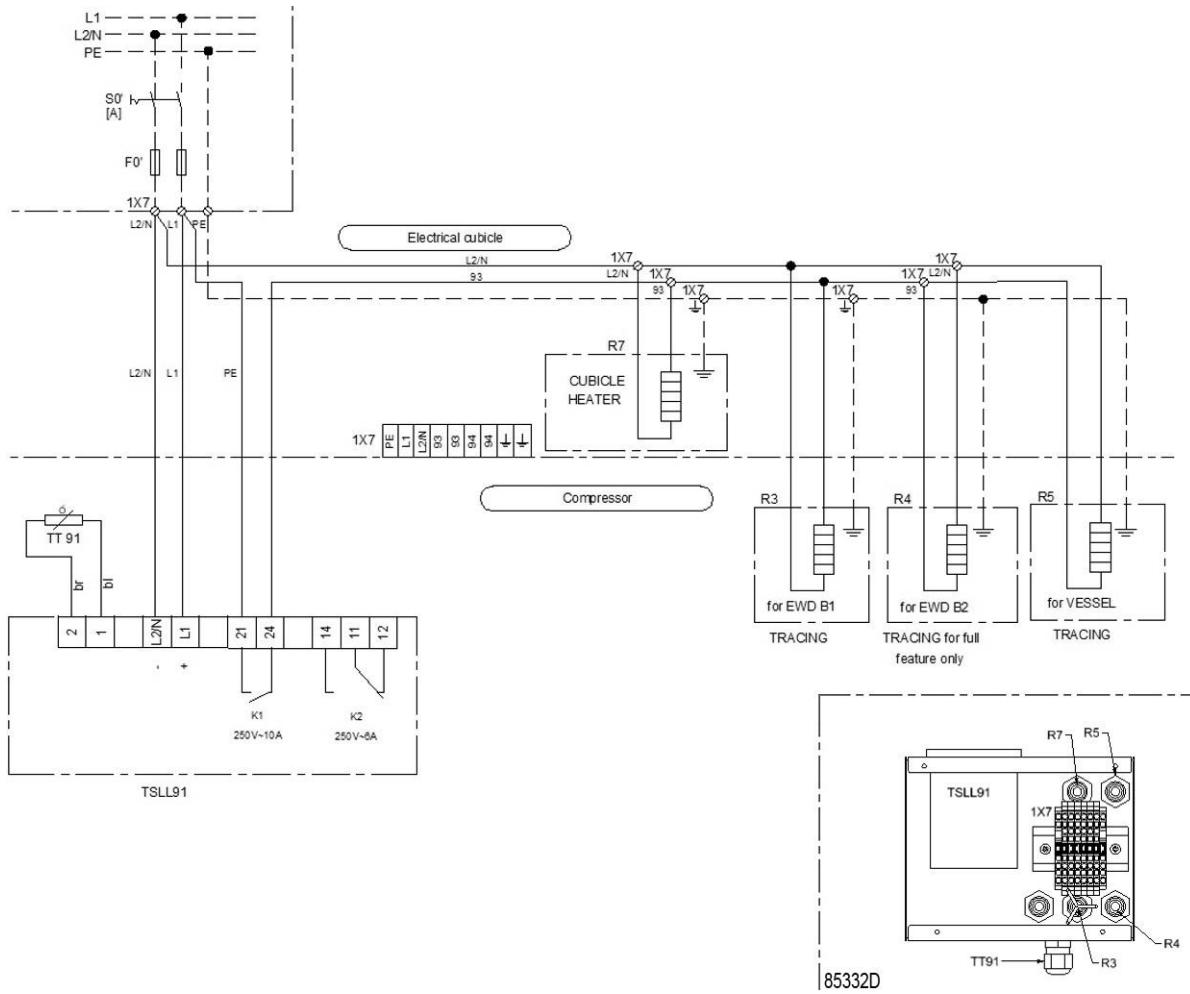 L1
L2/N
PE
S0'
[A]
F0'
1X7
L2/N L1 PE
Electrical cubicle
L2/N
93
1X7
L2/N
1X7
93
1X7
1X7
1X7
L2/N
1X7
93
R7
CUBICLE
HEATER
L2/N L1 PE
1X7 PE L1 L2/N 93 93 94 94
Compressor
R3
R4
R5
for EWD B1
for EWD B2
for VESSEL
TRACING
TRACING for full
feature only
TRACING
TT 91
br bl
2 1 L2/N L1 21 24 14 11 12
- +
K1
250V~10A
K2
250V~6A
TSLL91
R7
R5
TSLL91
1X7
R4
R3
TT91
85332D